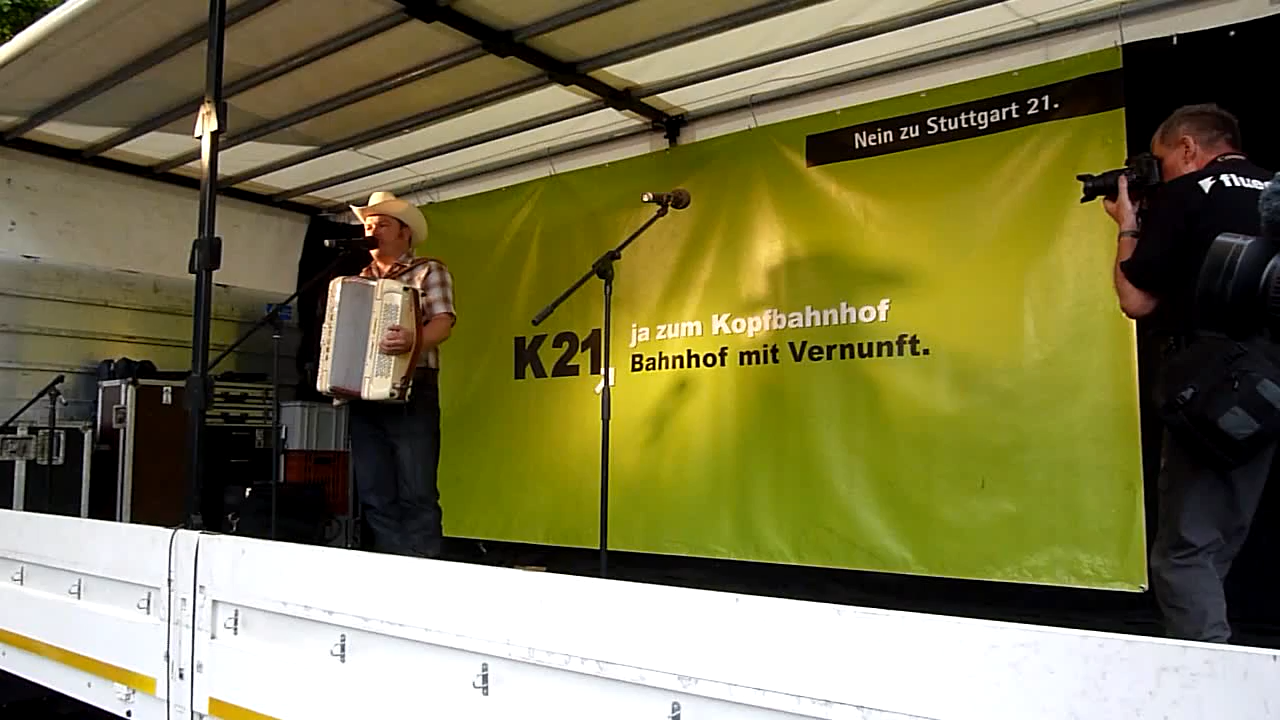 Nein zu Stuttgart 21.
K21
ja zum Kopfbahnhof
Bahnhof mit Vernunft.